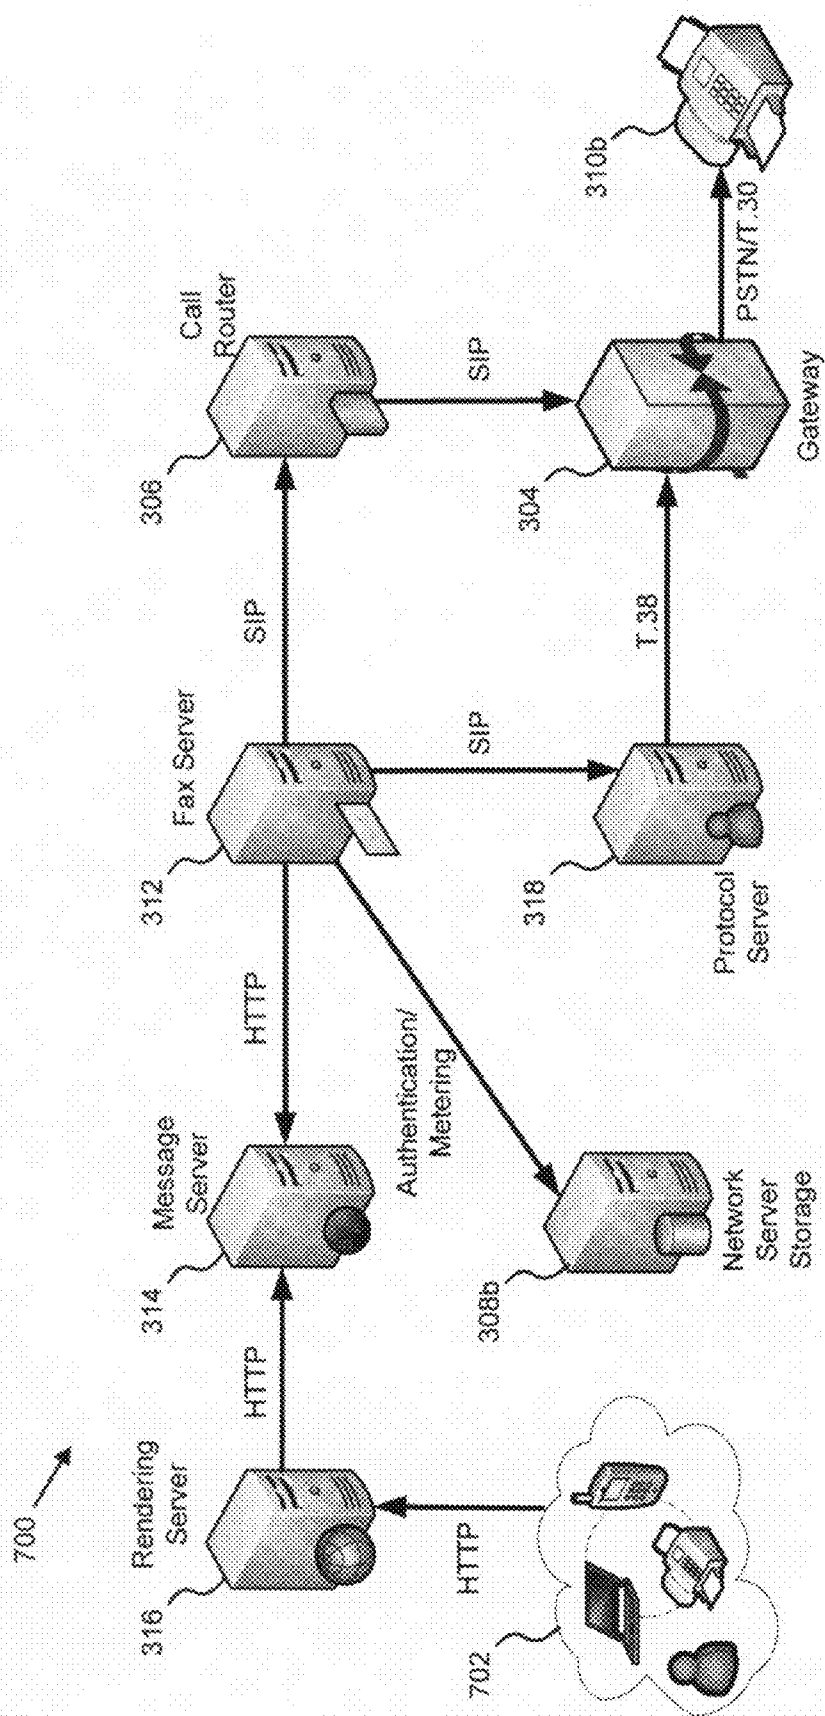 700
316
Rendering
Server
HTTP
314
Message
Server
HTTP
312
Fax Server
SIP
306
Call
Router
702
HTTP
308b
Network
Server
Storage
Authentication/
Metering
SIP
318
Protocol
Server
T.38
SIP
304
Gateway
PSTN/T.30
310b